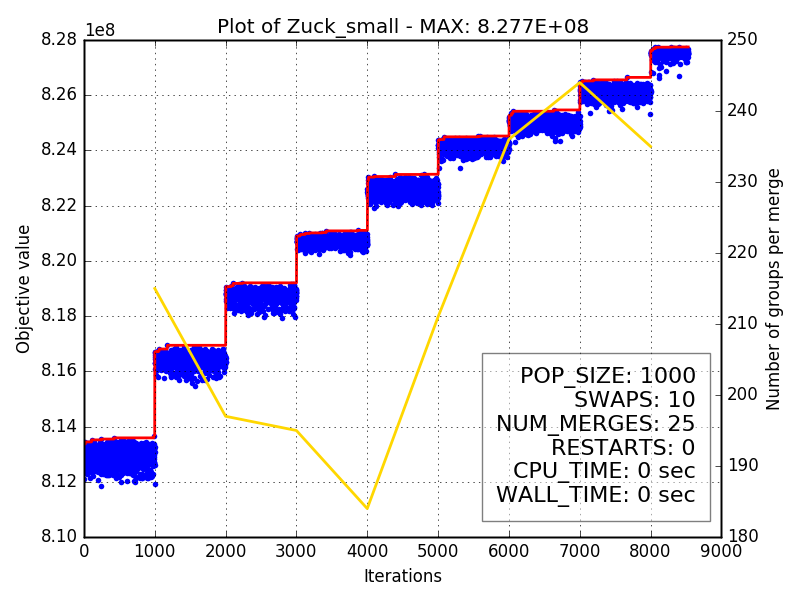 Plot of Zuck_small - MAX: 8.277E+08
1e8
8.28
8.26
8.24
8.22
8.20
8.18
8.16
8.14
8.12
8.10
Objective value
250
240
230
220
210
200
190
180
Number of groups per merge
POP_SIZE: 1000
SWAPS: 10
NUM_MERGES: 25
RESTARTS: 0
CPU_TIME: 0 sec
WALL_TIME: 0 sec
0 1000 2000 3000 4000 5000 6000 7000 8000 9000
Iterations